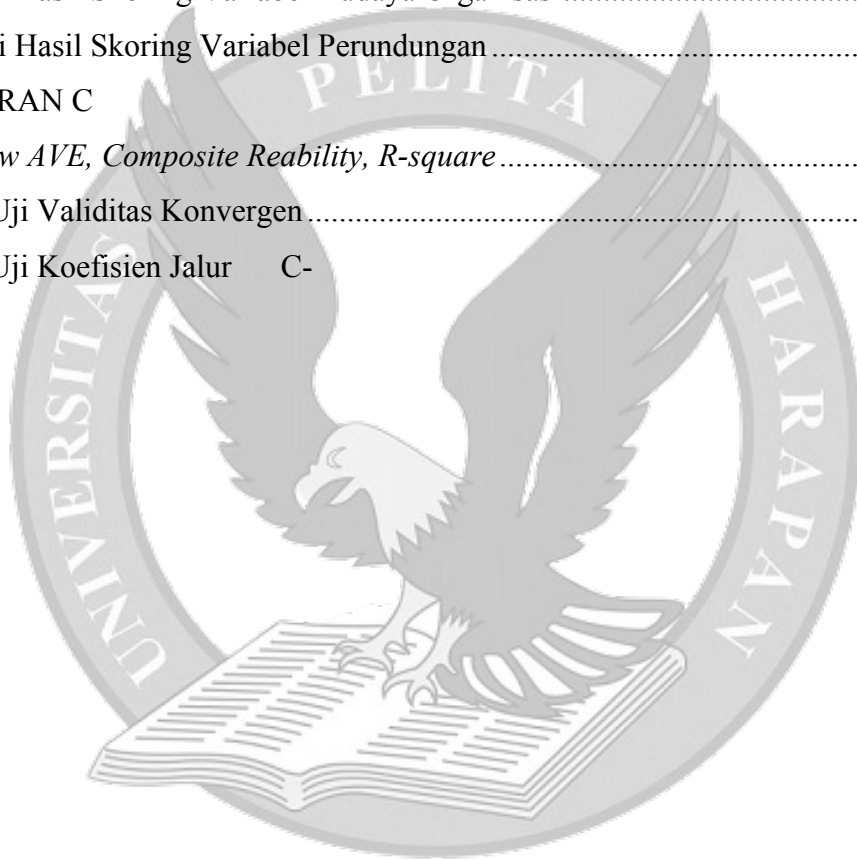 Skoring Variabel Budaya Organisasi
i Hasil Skoring Variabel Perundungan ........................................
RAN C
w AVE, Composite Reability, R-square ........................................
Uji Validitas Konvergen ........................................
Uji Koefisien Jalur C-
UNIVERSITAS PELITA HARAPAN